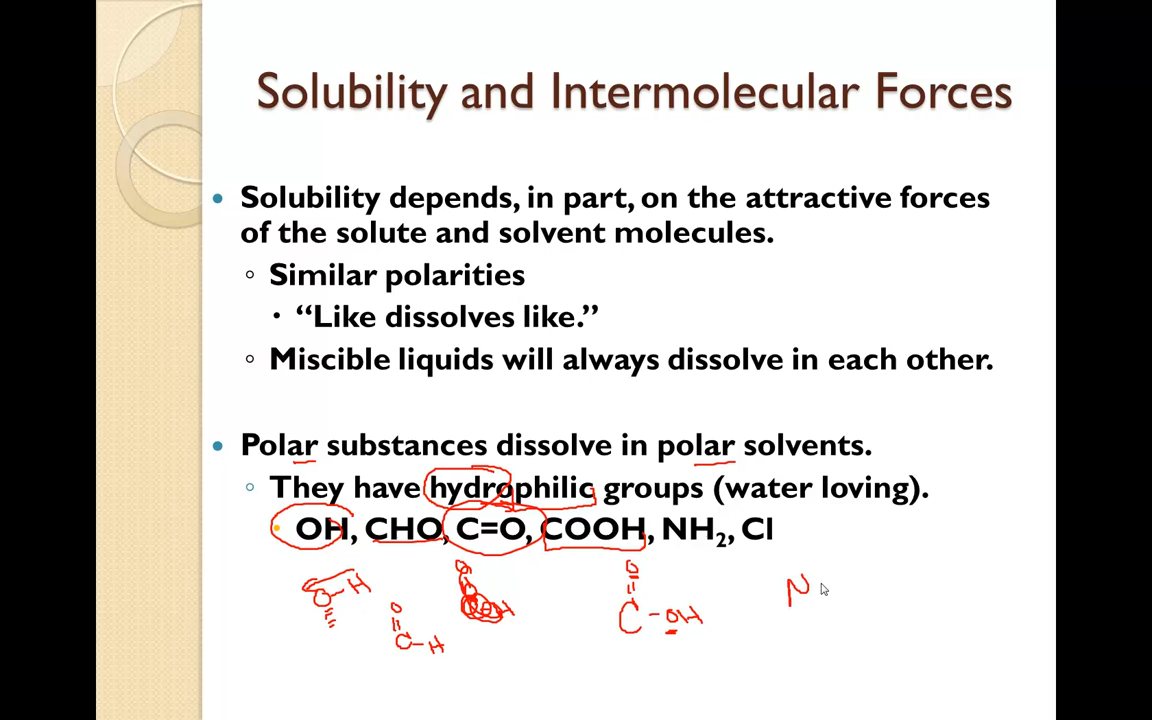 Solubility and Intermolecular Forces
• Solubility depends, in part, on the attractive forces
of the solute and solvent molecules.
◦ Similar polarities
• “Like dissolves like.”
◦ Miscible liquids will always dissolve in each other.
• Polar substances dissolve in polar solvents.
◦ They have hydrophilic groups (water loving).
• OH, CHO, C=O, COOH, NH₂, Cl
O
O
O-H
N
O
C-OH
C-H